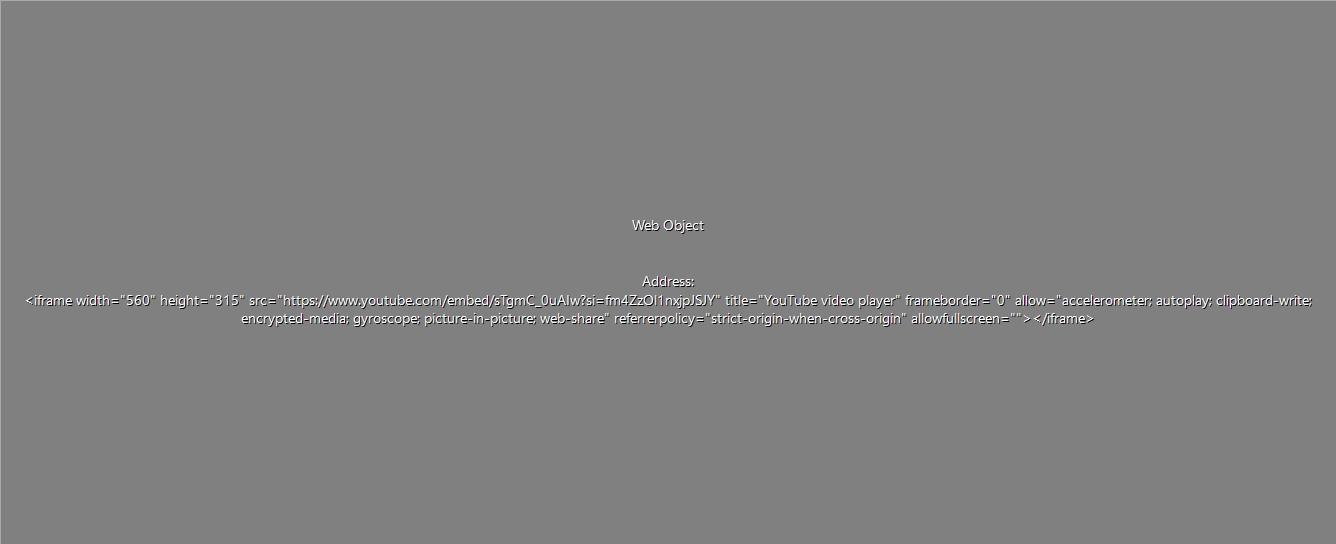 Web Object
Address:
<iframe width="560" height="315" src="https://www.youtube.com/embed/sTgmC_0uAIw?si=fm4ZzOI1nxjpJSJY" title="YouTube video player" frameborder="0" allow="accelerometer; autoplay; clipboard-write;
encrypted-media; gyroscope; picture-in-picture; web-share" referrerpolicy="strict-origin-when-cross-origin" allowfullscreen=""></iframe>